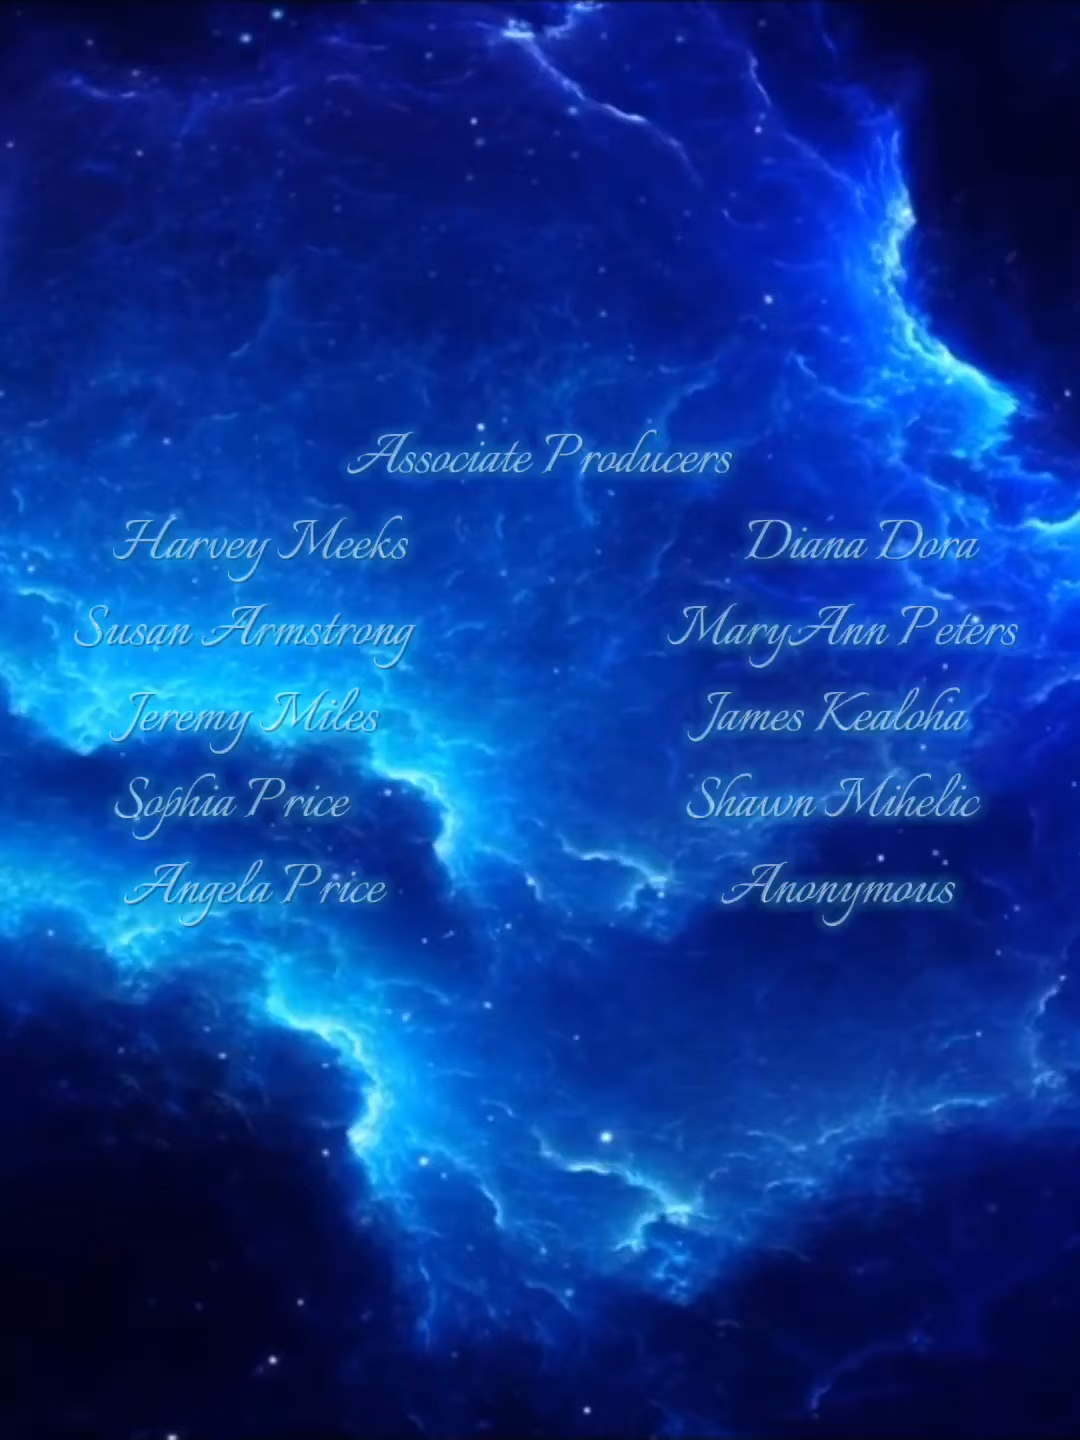 Associate Producers
Harvey Meeks Diana Dora
Susan Armstrong MaryAnn Peters
Jeremy Miles James Kealoha
Sophia Price Shawn Mihelic
Angela Price Anonymous